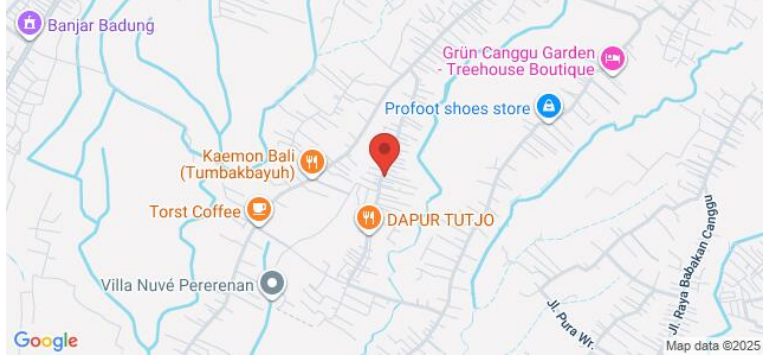 Banjar Badung
Grün Canggu Garden
- Treehouse Boutique
Profoot shoes store
Kaemon Bali
(Tumbakbayuh)
Torst Coffee
DAPUR TUTJO
Villa Nuvé Pererenan
Jl. Pura Wr.
Jl. Raya Babakan Canggu
Google
Map data ©2025